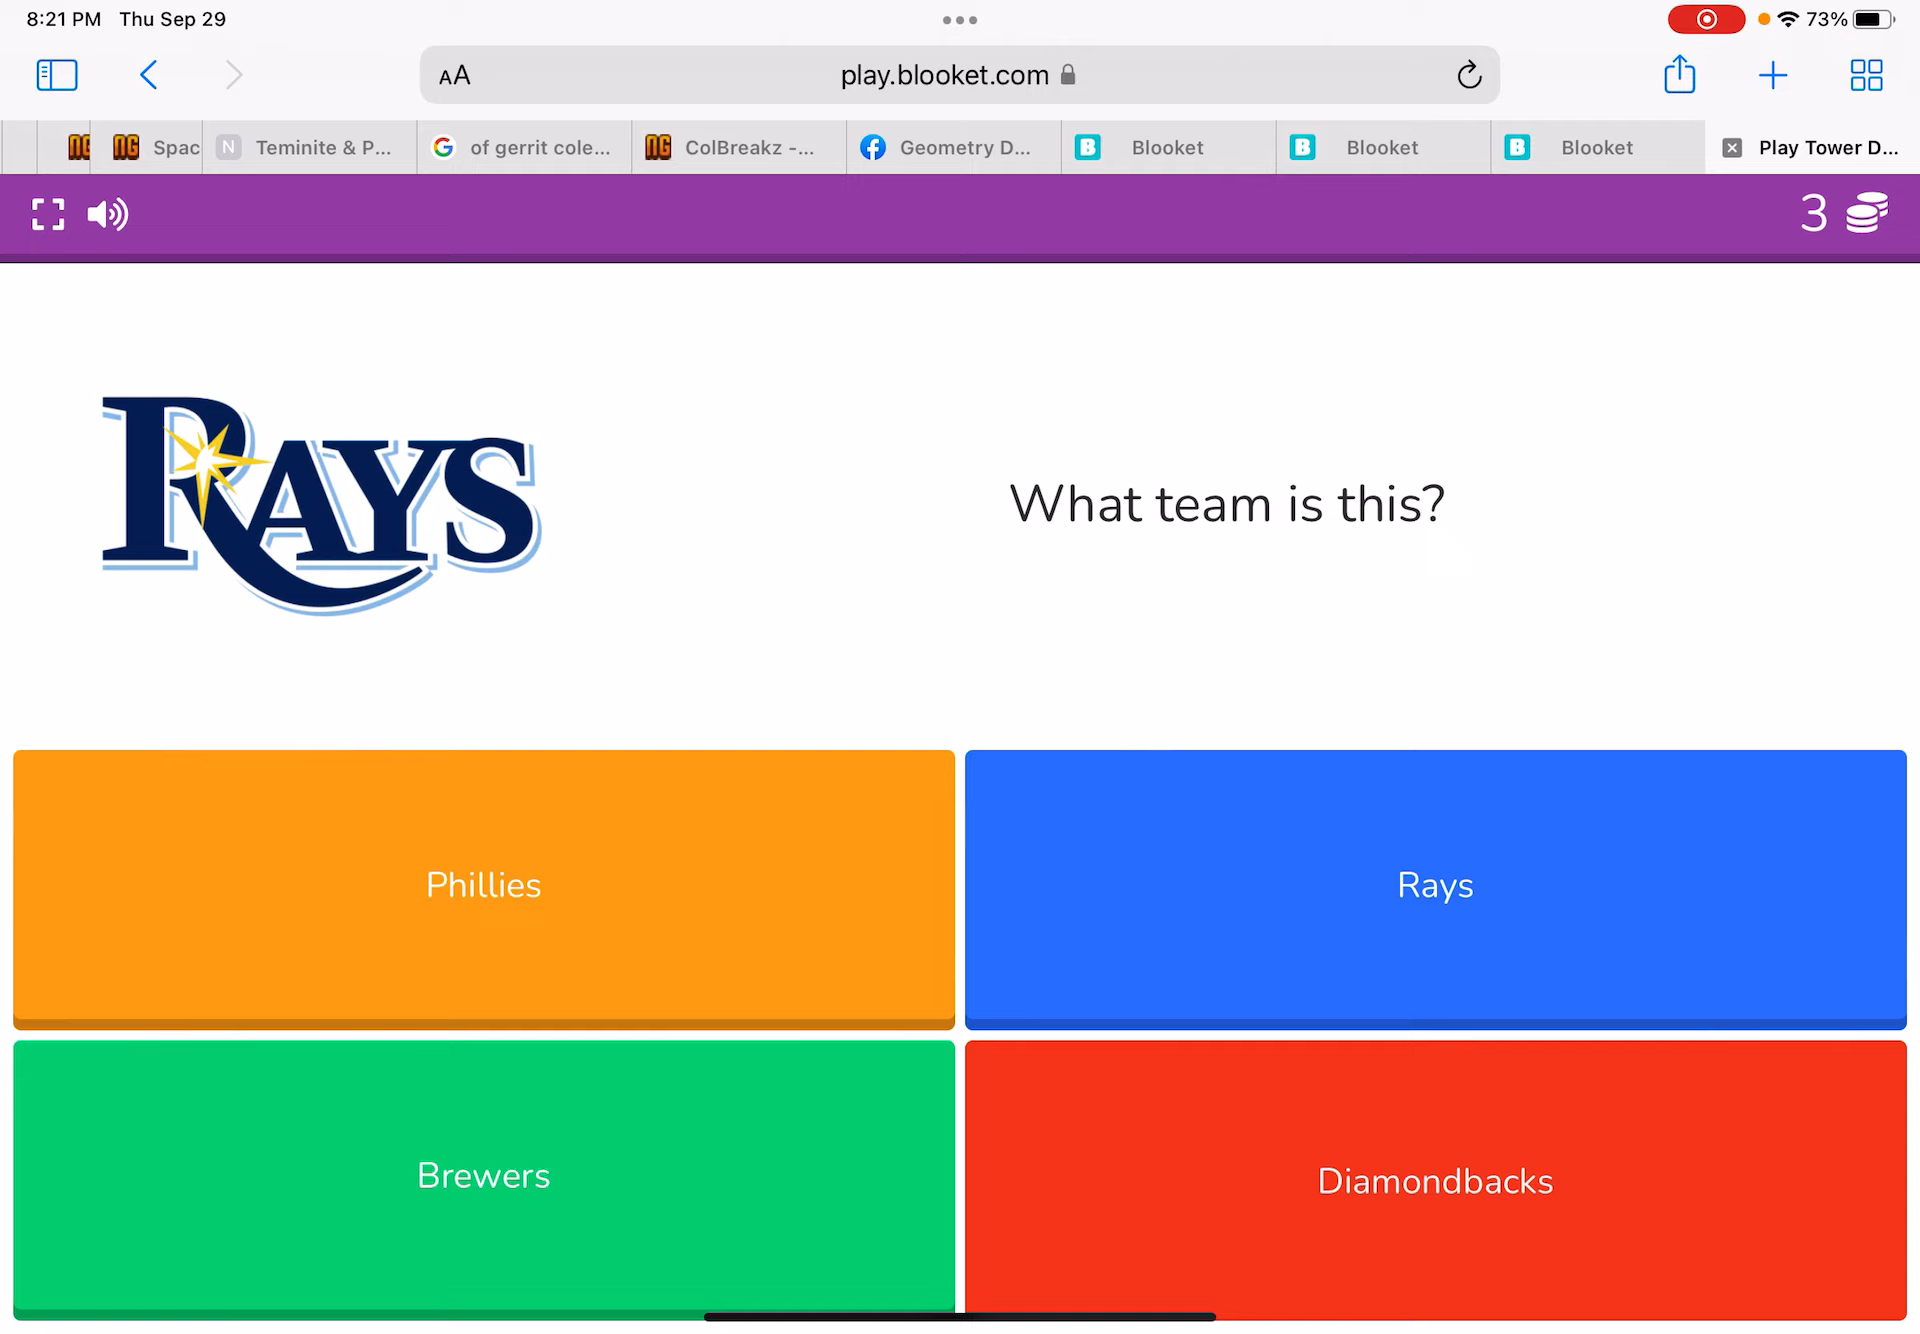 8:21 PM Thu Sep 29
73%
AA
play.blooket.com
Spac
Teminite & P...
of gerrit cole...
ColBreakz -...
Geometry D...
Blooket
Blooket
Blooket
Play Tower D...
3
RAYS
What team is this?
Phillies
Rays
Brewers
Diamondbacks